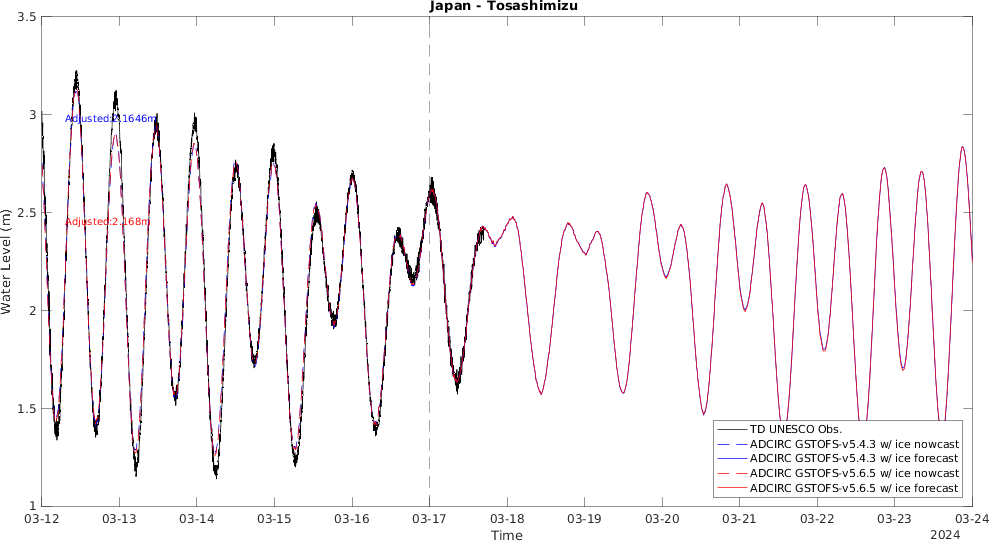 Japan - Tosashimizu
3.5
3
2.5
2
1.5
1
Water Level (m)
Adjusted:2.1646m
Adjusted:2.168m
TD UNESCO Obs.
ADCIRC GSTOFS-v5.4.3 w/ ice nowcast
ADCIRC GSTOFS-v5.4.3 w/ ice forecast
ADCIRC GSTOFS-v5.6.5 w/ ice nowcast
ADCIRC GSTOFS-v5.6.5 w/ ice forecast
03-12 03-13 03-14 03-15 03-16 03-17 03-18 03-19 03-20 03-21 03-22 03-23 03-24
Time
2024